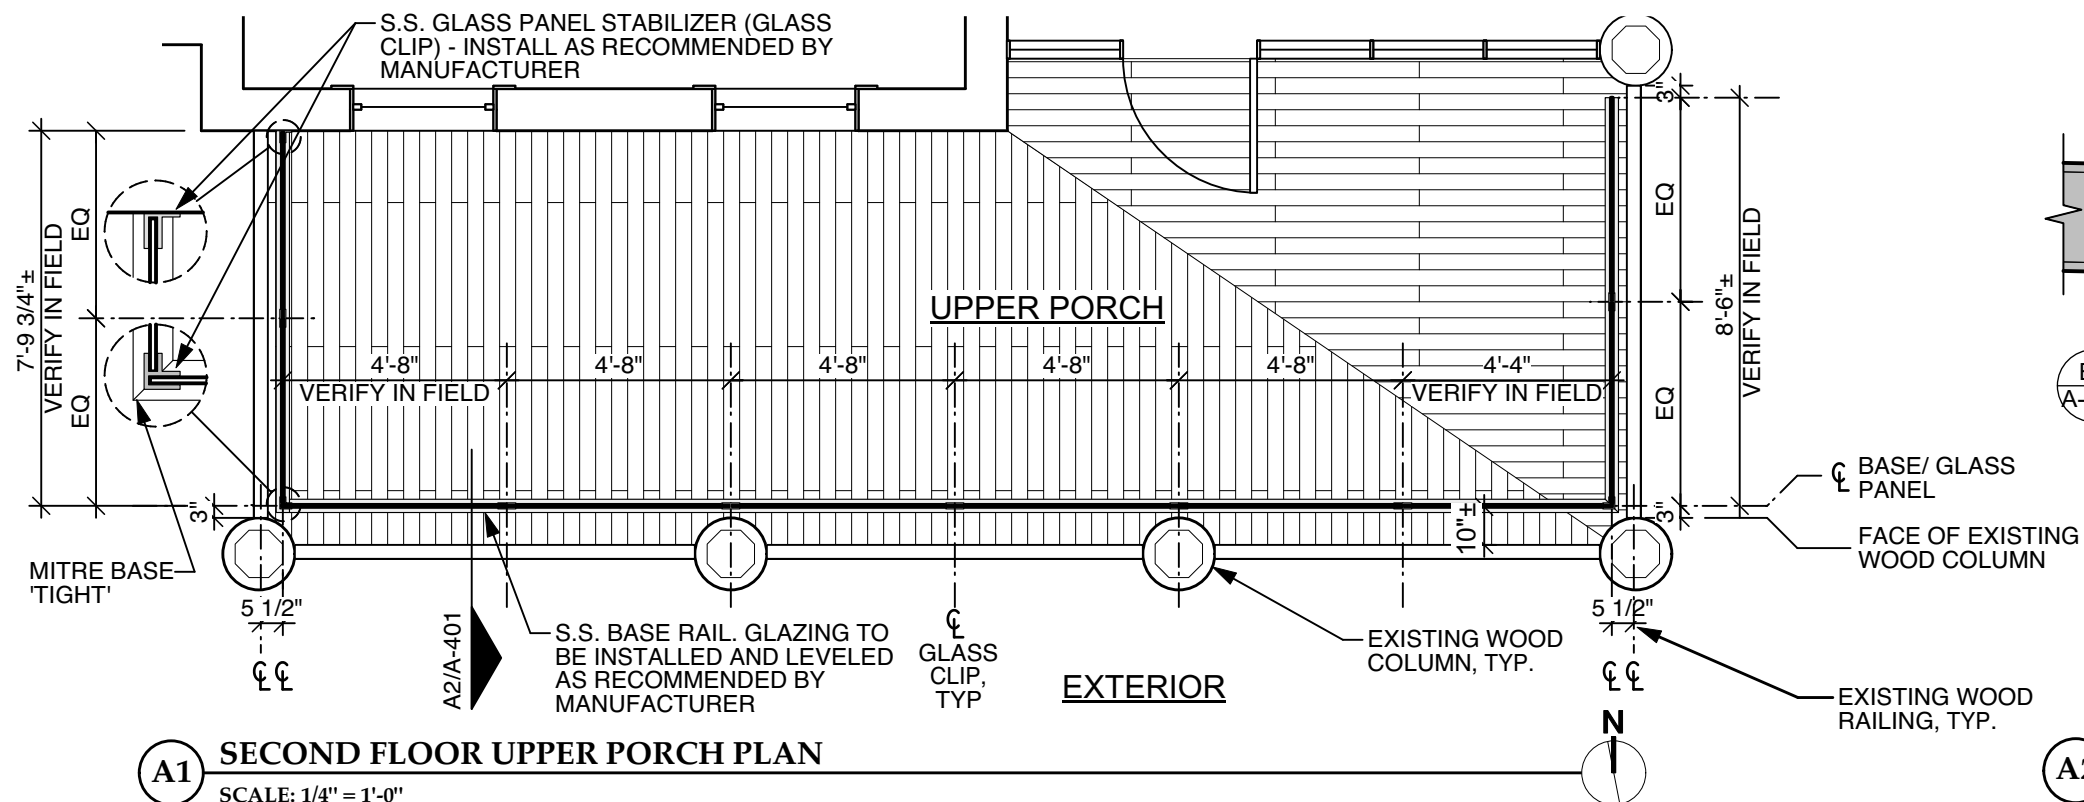 S.S. GLASS PANEL STABILIZER (GLASS
CLIP) - INSTALL AS RECOMMENDED BY
MANUFACTURER
3"
7'-9 3/4"±
VERIFY IN FIELD
EQ
EQ
EQ
EQ
8'-6"±
VERIFY IN FIELD
UPPER PORCH
4'-8"
4'-8"
4'-8"
4'-8"
4'-8"
4'-4"
VERIFY IN FIELD
VERIFY IN FIELD
3"
10"±
3"
℄ BASE/ GLASS
PANEL
FACE OF EXISTING
WOOD COLUMN
MITRE BASE
'TIGHT'
5 1/2"
℄ ℄
A2/A-401
S.S. BASE RAIL. GLAZING TO
BE INSTALLED AND LEVELED
AS RECOMMENDED BY
MANUFACTURER
℄
GLASS
CLIP,
TYP
EXTERIOR
EXISTING WOOD
COLUMN, TYP.
5 1/2"
℄ ℄
EXISTING WOOD
RAILING, TYP.
N
A1
SECOND FLOOR UPPER PORCH PLAN
SCALE: 1/4" = 1'-0"
A-